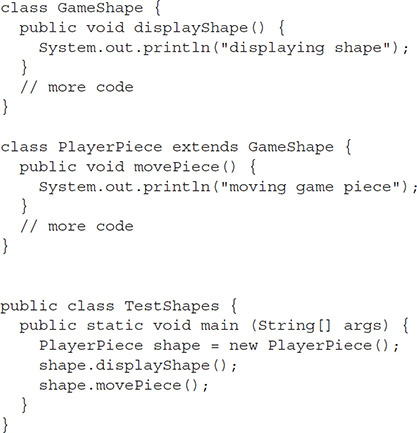 class GameShape {
  public void displayShape() {
    System.out.println("displaying shape");
  }
  // more code
}

class PlayerPiece extends GameShape {
  public void movePiece() {
    System.out.println("moving game piece");
  }
  // more code
}

public class TestShapes {
  public static void main (String[] args) {
    PlayerPiece shape = new PlayerPiece();
    shape.displayShape();
    shape.movePiece();
  }
}